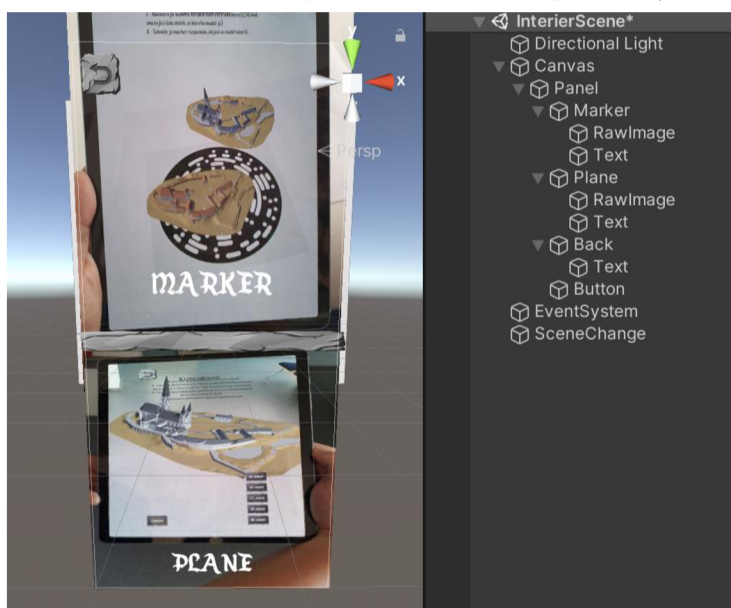 InterierScene*
Directional Light
Canvas
Panel
Marker
RawImage
Text
Plane
RawImage
Text
Back
Text
Button
EventSystem
SceneChange
y
x
Persp
MARKER
PLANE